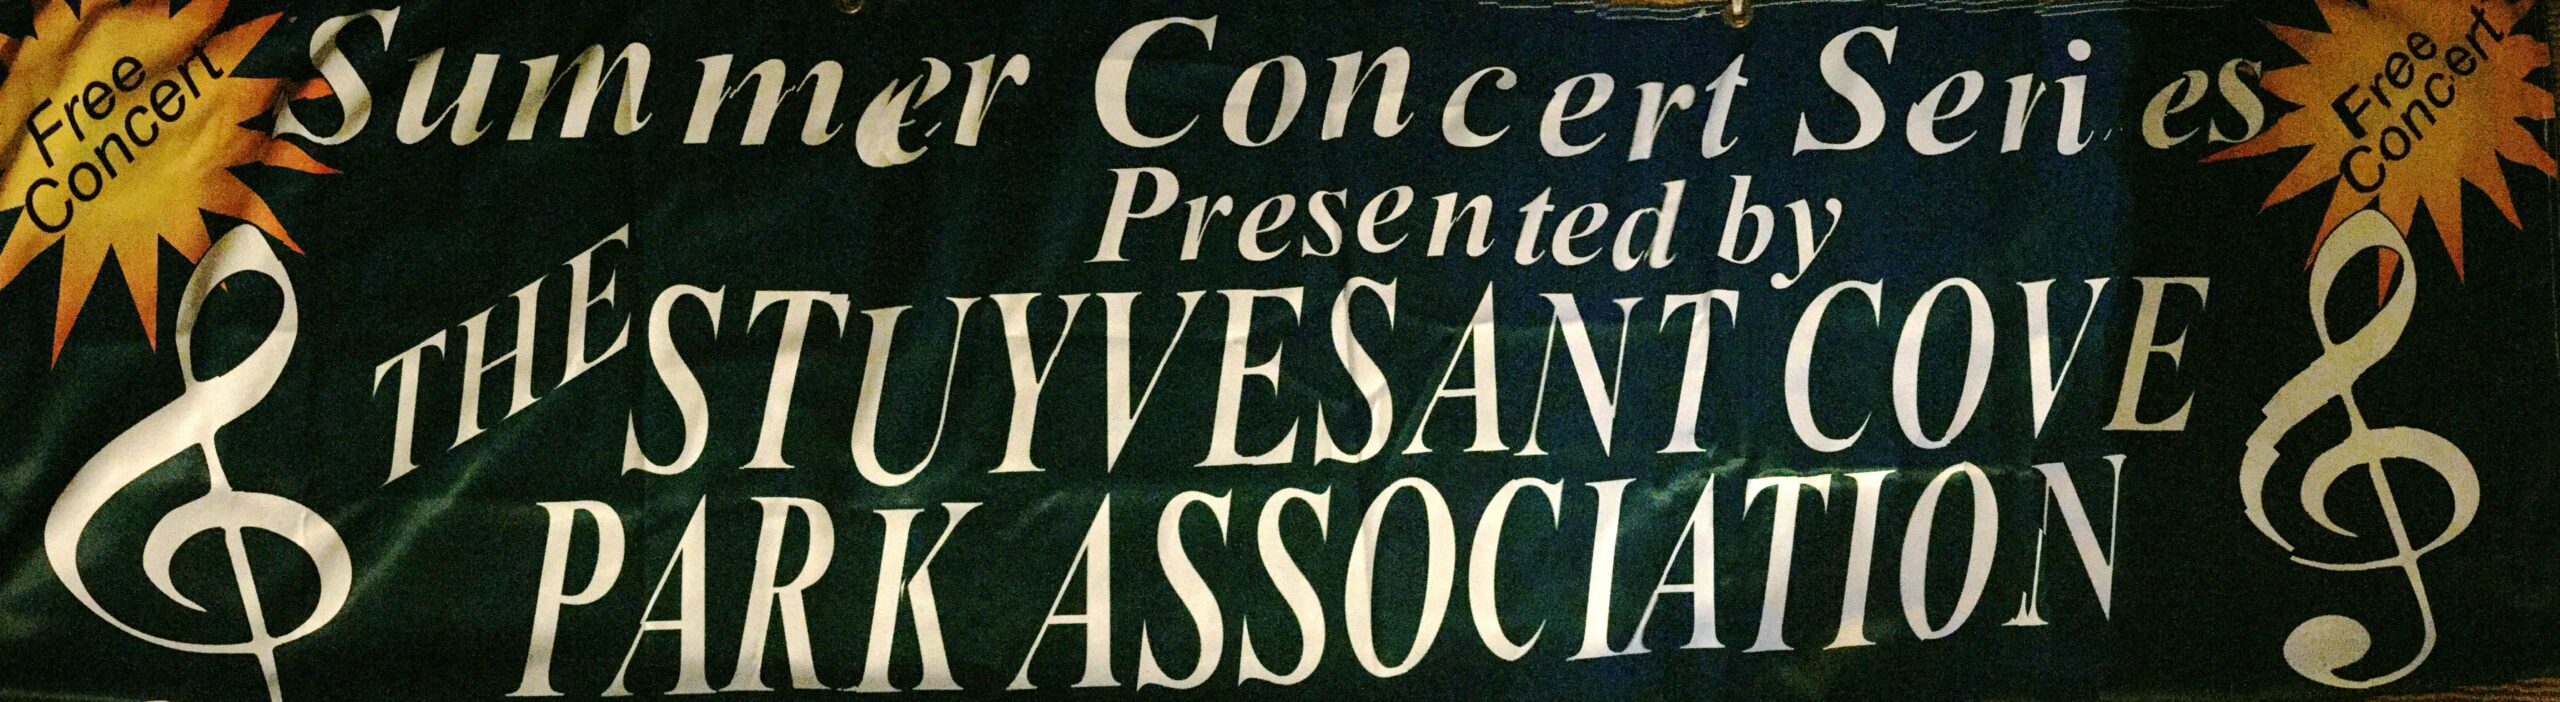 Free
Concert
Summer Concert Series
Free
Concert
Presented by
THE STUYVESANT COVE
PARK ASSOCIATION